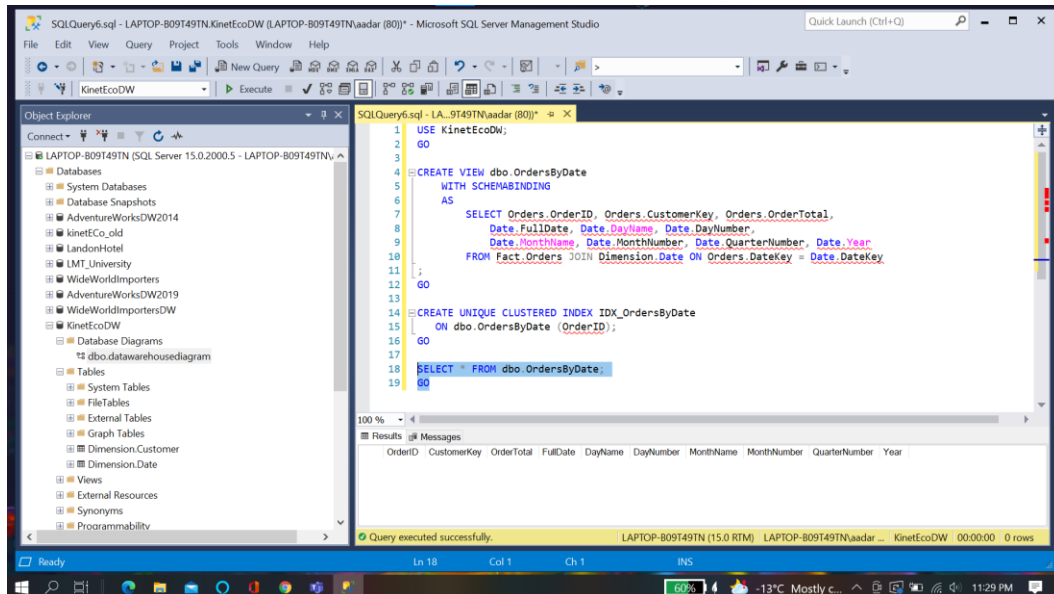 SQLQuery6.sql - LAPTOP-B09T49TN.KinetEcoDW (LAPTOP-B09T49TN\aadar (80))* - Microsoft SQL Server Management Studio
Quick Launch (Ctrl+Q)
File Edit View Query Project Tools Window Help
New Query
KinetEcoDW
Execute
Object Explorer
Connect
LAPTOP-B09T49TN (SQL Server 15.0.2000.5 - LAPTOP-B09T49TN\
Databases
System Databases
Database Snapshots
AdventureWorksDW2014
kinetECo_old
LandonHotel
LMT_University
WideWorldImporters
AdventureWorksDW2019
WideWorldImportersDW
KinetEcoDW
Database Diagrams
dbo.datawarehousediagram
Tables
System Tables
FileTables
External Tables
Graph Tables
Dimension.Customer
Dimension.Date
Views
External Resources
Synonyms
Programmability
SQLQuery6.sql - LA...9T49TN\aadar (80))*
1 USE KinetEcoDW;
2 GO
3
4 CREATE VIEW dbo.OrdersByDate
5 WITH SCHEMABINDING
6 AS
7 SELECT Orders.OrderID, Orders.CustomerKey, Orders.OrderTotal,
8 Date.FullDate, Date.DayName, Date.DayNumber,
9 Date.MonthName, Date.MonthNumber, Date.QuarterNumber, Date.Year
10 FROM Fact.Orders JOIN Dimension.Date ON Orders.DateKey = Date.DateKey
11 ;
12 GO
13
14 CREATE UNIQUE CLUSTERED INDEX IDX_OrdersByDate
15 ON dbo.OrdersByDate (OrderID);
16 GO
17
18 SELECT * FROM dbo.OrdersByDate;
19 GO
100 %
Results Messages
OrderID CustomerKey OrderTotal FullDate DayName DayNumber MonthName MonthNumber QuarterNumber Year
Query executed successfully. LAPTOP-B09T49TN (15.0 RTM) LAPTOP-B09T49TN\aadar ... KinetEcoDW 00:00:00 0 rows
Ready Ln 18 Col 1 Ch 1 INS
60% -13°C Mostly c... 11:29 PM